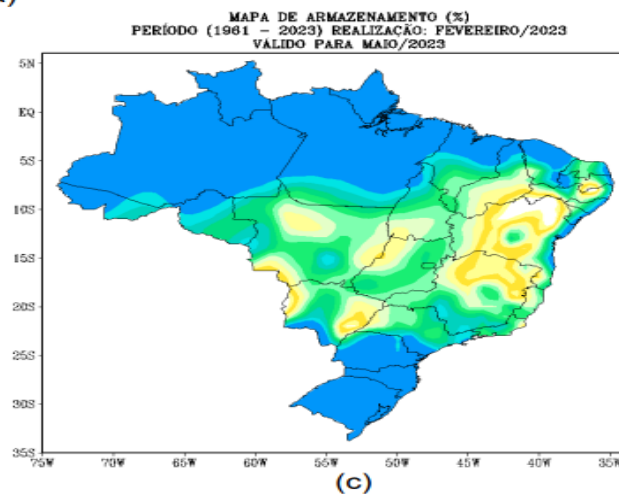 MAPA DE ARMAZENAMENTO (%)
PERÍODO (1961 – 2023) REALIZAÇÃO: FEVEREIRO/2023
VÁLIDO PARA MAIO/2023
5N
EQ
5S
10S
15S
20S
25S
30S
35S
75W 70W 65W 60W 55W 50W 45W 40W 35W
(c)